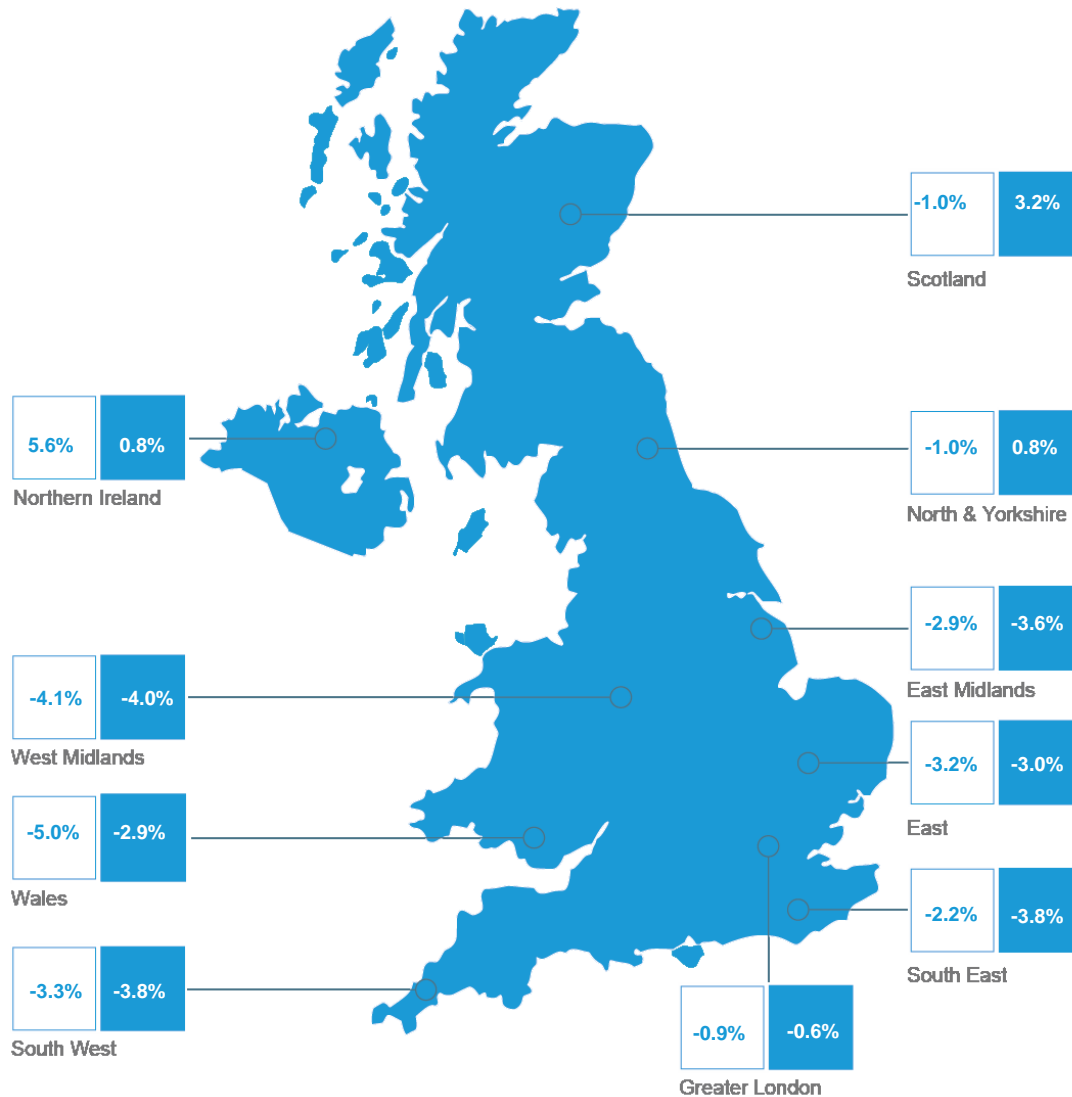 -1.0% 3.2%
Scotland
5.6% 0.8%
Northern Ireland
-1.0% 0.8%
North & Yorkshire
-2.9% -3.6%
East Midlands
-4.1% -4.0%
West Midlands
-3.2% -3.0%
East
-5.0% -2.9%
Wales
-2.2% -3.8%
South East
-3.3% -3.8%
South West
-0.9% -0.6%
Greater London